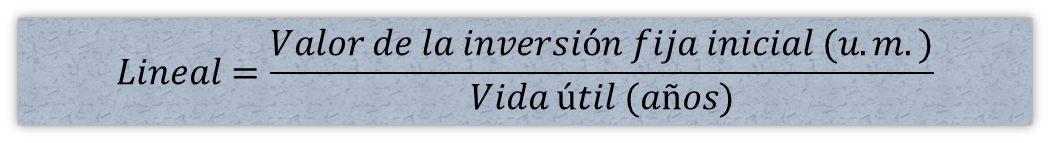 Lineal = Valor de la inversión fija inicial (u.m.)
Vida útil (años)